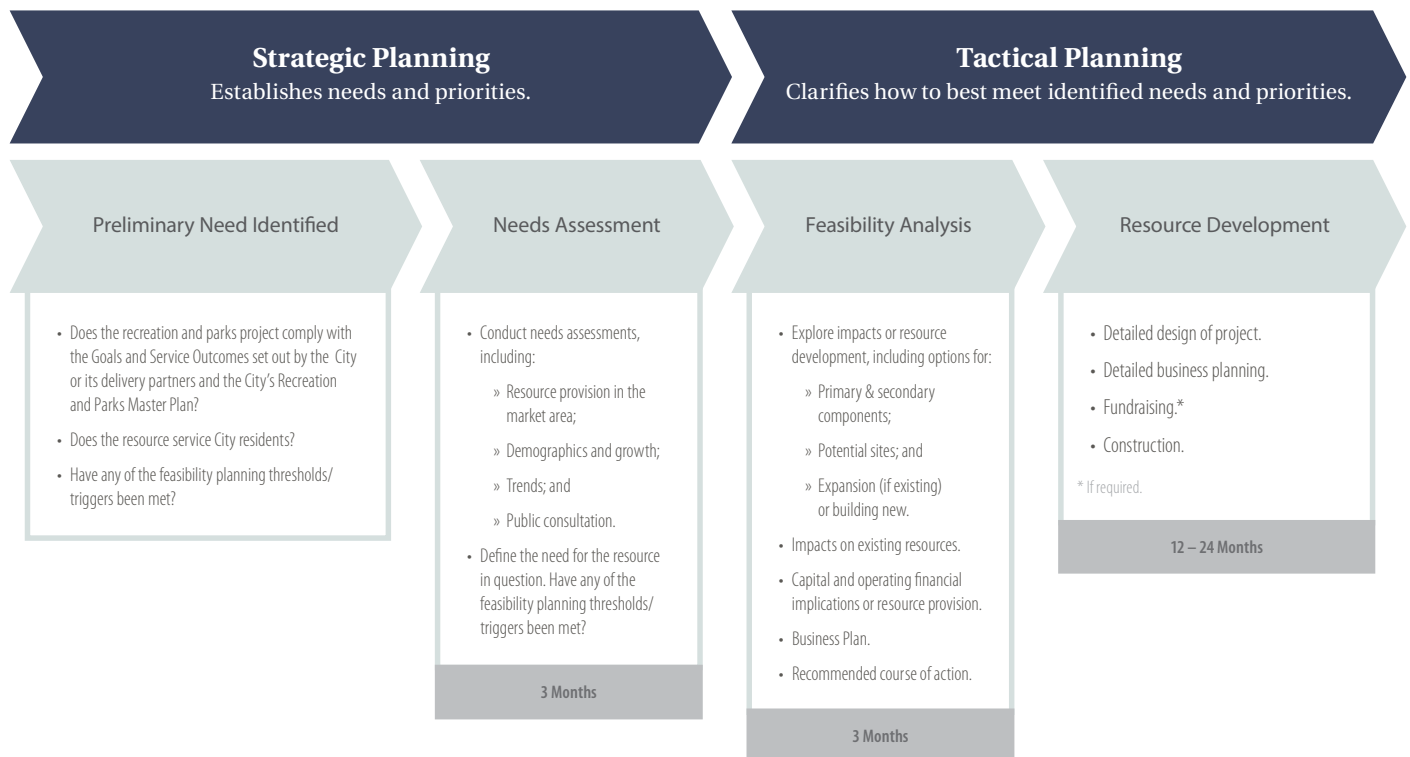 Strategic Planning
Establishes needs and priorities.
Tactical Planning
Clarifies how to best meet identified needs and priorities.
Preliminary Need Identified
• Does the recreation and parks project comply with
the Goals and Service Outcomes set out by the City
or its delivery partners and the City's Recreation
and Parks Master Plan?
• Does the resource service City residents?
• Have any of the feasibility planning thresholds/
triggers been met?
Needs Assessment
• Conduct needs assessments,
including:
» Resource provision in the
market area;
» Demographics and growth;
» Trends; and
» Public consultation.
• Define the need for the resource
in question. Have any of the
feasibility planning thresholds/
triggers been met?
3 Months
Feasibility Analysis
• Explore impacts or resource
development, including options for:
» Primary & secondary
components;
» Potential sites; and
» Expansion (if existing)
or building new.
• Impacts on existing resources.
• Capital and operating financial
implications or resource provision.
• Business Plan.
• Recommended course of action.
3 Months
Resource Development
• Detailed design of project.
• Detailed business planning.
• Fundraising.*
• Construction.
* If required.
12 – 24 Months